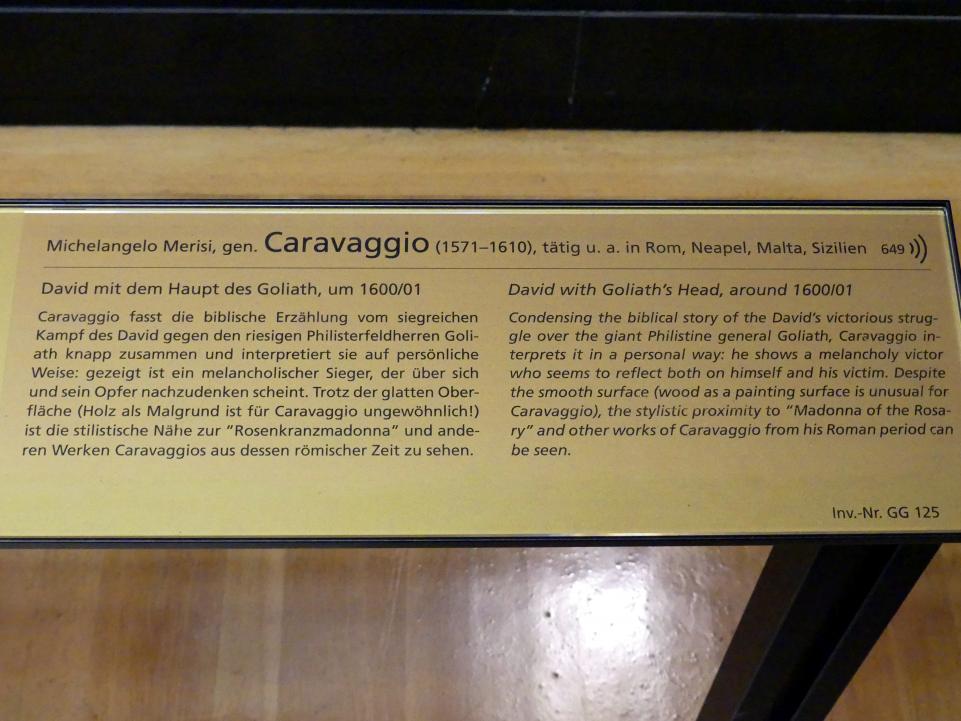 Michelangelo Merisi, gen. Caravaggio (1571–1610), tätig u. a. in Rom, Neapel, Malta, Sizilien 649
David mit dem Haupt des Goliath, um 1600/01
Caravaggio fasst die biblische Erzählung vom siegreichen
Kampf des David gegen den riesigen Philisterfeldherren Goli-
ath knapp zusammen und interpretiert sie auf persönliche
Weise: gezeigt ist ein melancholischer Sieger, der über sich
und sein Opfer nachzudenken scheint. Trotz der glatten Ober-
fläche (Holz als Malgrund ist für Caravaggio ungewöhnlich!)
ist die stilistische Nähe zur "Rosenkranzmadonna" und ande-
ren Werken Caravaggios aus dessen römischer Zeit zu sehen.
David with Goliath's Head, around 1600/01
Condensing the biblical story of the David's victorious strug-
gle over the giant Philistine general Goliath, Caravaggio in-
terprets it in a personal way: he shows a melancholy victor
who seems to reflect both on himself and his victim. Despite
the smooth surface (wood as a painting surface is unusual for
Caravaggio), the stylistic proximity to "Madonna of the Rosa-
ry" and other works of Caravaggio from his Roman period can
be seen.
Inv.-Nr. GG 125